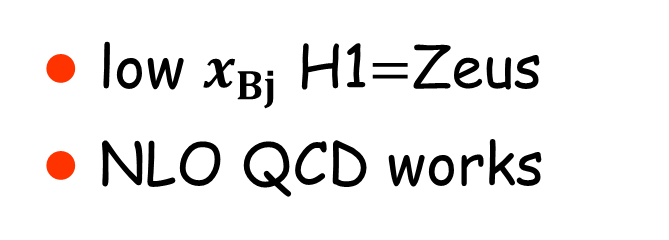 • low x_Bj H1=Zeus
• NLO QCD works